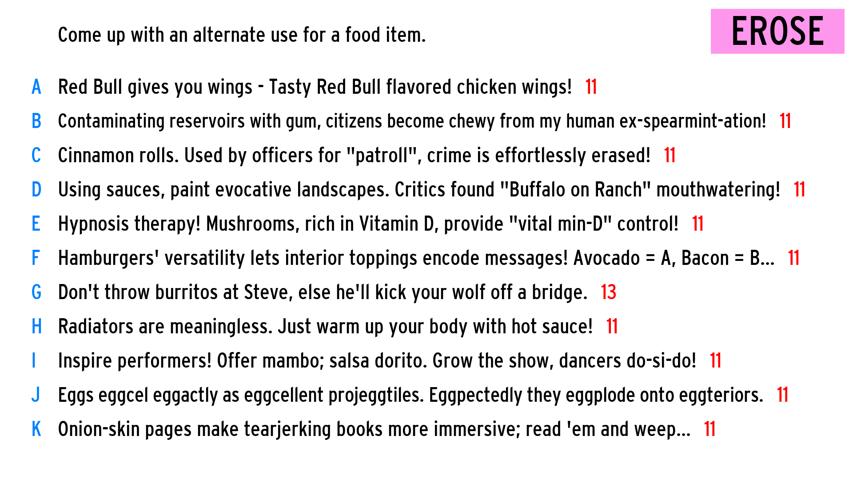 Come up with an alternate use for a food item.
EROSE
A Red Bull gives you wings - Tasty Red Bull flavored chicken wings! 11
B Contaminating reservoirs with gum, citizens become chewy from my human ex-spearmint-ation! 11
C Cinnamon rolls. Used by officers for "patroll", crime is effortlessly erased! 11
D Using sauces, paint evocative landscapes. Critics found "Buffalo on Ranch" mouthwatering! 11
E Hypnosis therapy! Mushrooms, rich in Vitamin D, provide "vital min-D" control! 11
F Hamburgers' versatility lets interior toppings encode messages! Avocado = A, Bacon = B... 11
G Don't throw burritos at Steve, else he'll kick your wolf off a bridge. 13
H Radiators are meaningless. Just warm up your body with hot sauce! 11
I Inspire performers! Offer mambo; salsa dorito. Grow the show, dancers do-si-do! 11
J Eggs eggcel eggactly as eggcellent projeggtiles. Eggpectedly they eggplode onto eggteriors. 11
K Onion-skin pages make tearjerking books more immersive; read 'em and weep... 11